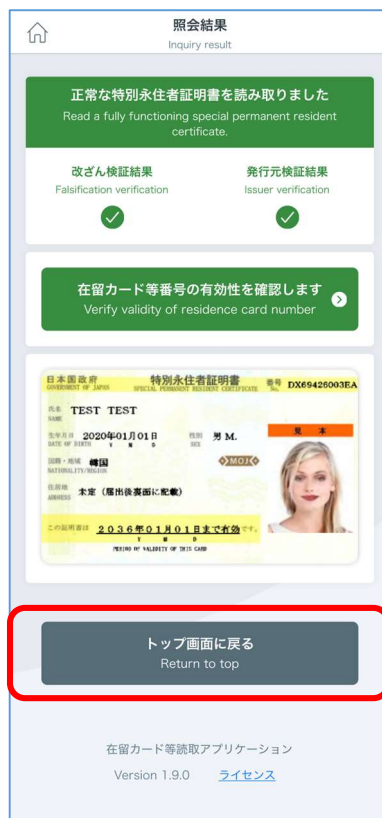 照会結果
Inquiry result
正常な特別永住者証明書を読み取りました
Read a fully functioning special permanent resident
certificate.
改ざん検証結果
Falsification verification
発行元検証結果
Issuer verification
在留カード等番号の有効性を確認します
Verify validity of residence card number
日本国政府 特別永住者証明書 番号 DX69426003EA
GOVERNMENT OF JAPAN SPECIAL PERMANENT RESIDENT CERTIFICATE No.
氏名 TEST TEST
NAME
生年月日 2020年01月01日 性別 男 M.
DATE OF BIRTH Y M D SEX
見 本
国籍・地域 韓国
NATIONALITY/REGION
MOJ
住居地 未定（届出後裏面に記載）
ADDRESS
この証明書は 2036年01月01日まで有効です。
Y M D
PERIOD OF VALIDITY OF THIS CARD
トップ画面に戻る
Return to top
在留カード等読取アプリケーション
Version 1.9.0 ライセンス